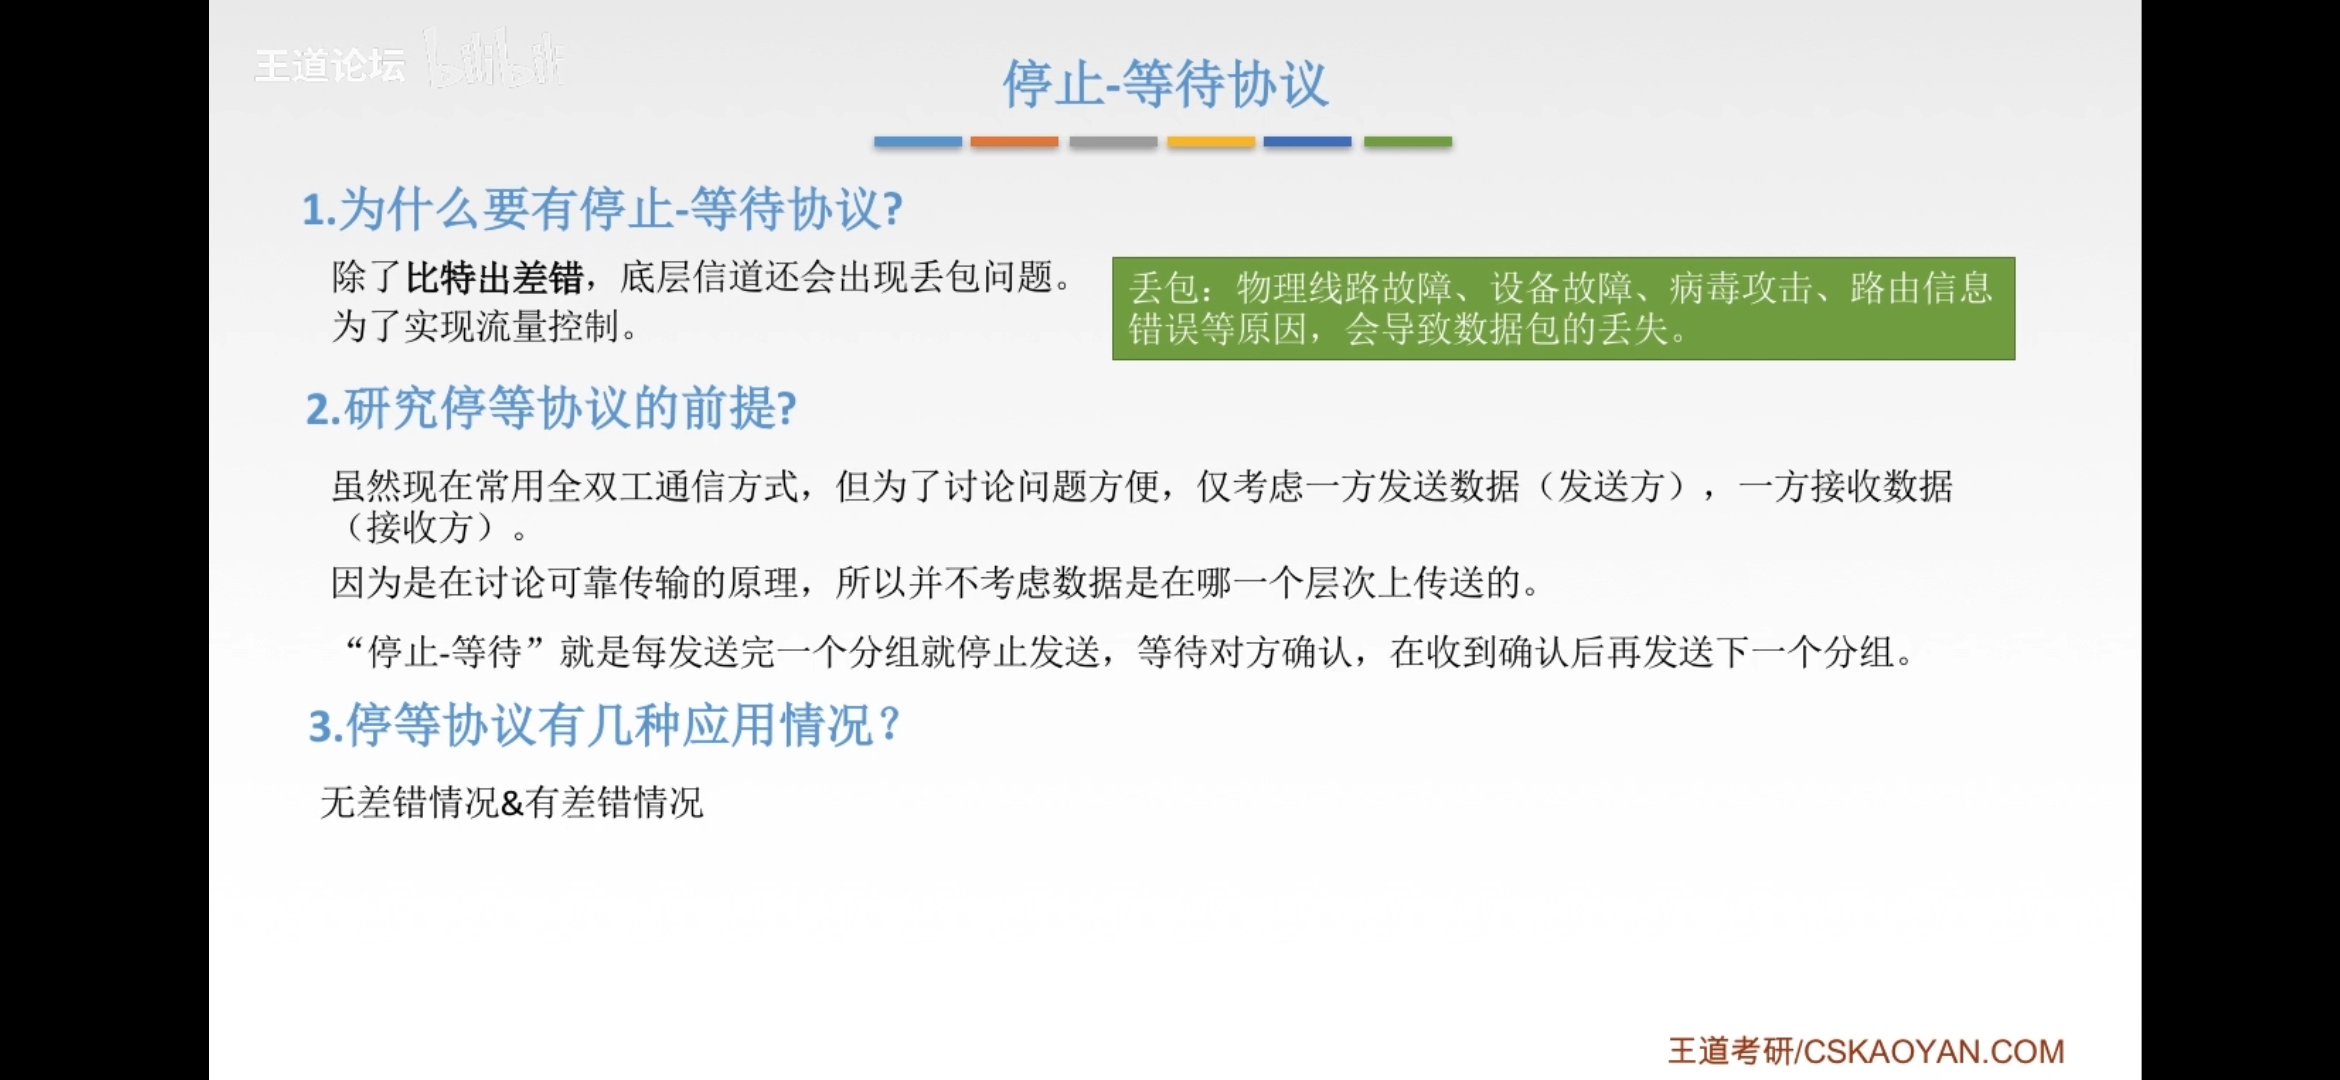 王道论坛 bilibili
停止-等待协议
1.为什么要有停止-等待协议?
除了比特出差错，底层信道还会出现丢包问题。
为了实现流量控制。
丢包：物理线路故障、设备故障、病毒攻击、路由信息
错误等原因，会导致数据包的丢失。
2.研究停等协议的前提?
虽然现在常用全双工通信方式，但为了讨论问题方便，仅考虑一方发送数据（发送方），一方接收数据
（接收方）。
因为是在讨论可靠传输的原理，所以并不考虑数据是在哪一个层次上传送的。
“停止-等待”就是每发送完一个分组就停止发送，等待对方确认，在收到确认后再发送下一个分组。
3.停等协议有几种应用情况？
无差错情况&有差错情况
王道考研/CSKAOYAN.COM